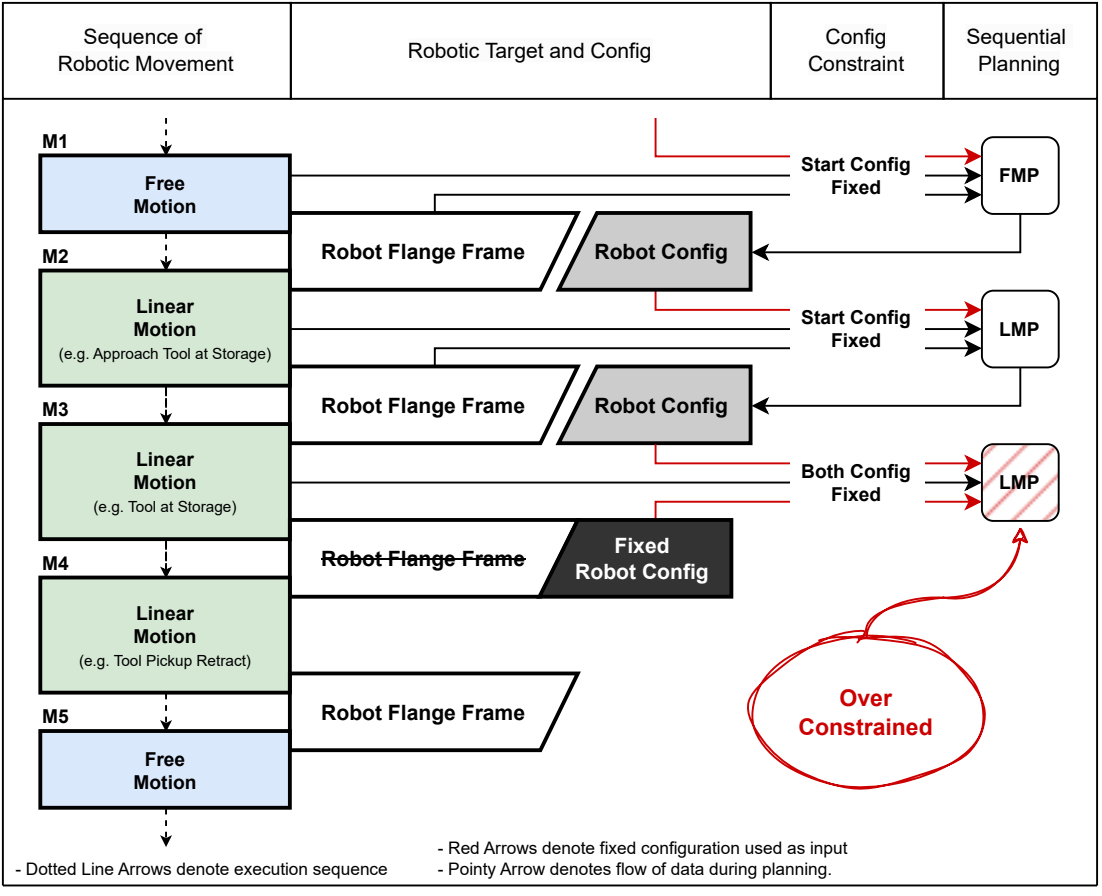 Sequence of
Robotic Movement
Robotic Target and Config
Config
Constraint
Sequential
Planning
M1
Free
Motion
Start Config
Fixed
FMP
Robot Flange Frame
Robot Config
M2
Linear
Motion
(e.g. Approach Tool at Storage)
Start Config
Fixed
LMP
Robot Flange Frame
Robot Config
M3
Linear
Motion
(e.g. Tool at Storage)
Both Config
Fixed
LMP
Robot Flange Frame
Fixed
Robot Config
M4
Linear
Motion
(e.g. Tool Pickup Retract)
Over
Constrained
Robot Flange Frame
M5
Free
Motion
- Dotted Line Arrows denote execution sequence
- Red Arrows denote fixed configuration used as input
- Pointy Arrow denotes flow of data during planning.